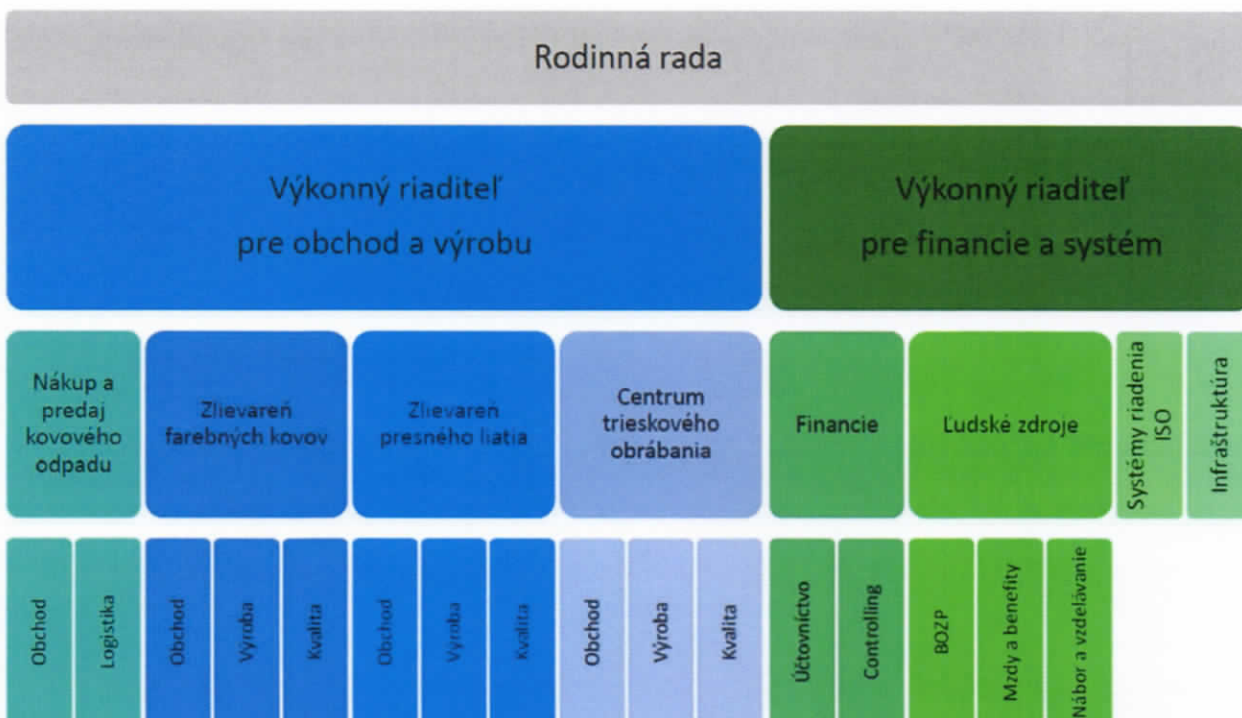 Rodinná rada
Výkonný riaditeľ
pre obchod a výrobu
Výkonný riaditeľ
pre financie a systém
Nákup a
predaj
kovového
odpadu
Zlievareň
farebných kovov
Zlievareň
presného liatia
Centrum
trieskového
obrábania
Financie
Ľudské zdroje
Systémy riadenia
ISO
Infraštruktúra
Obchod
Logistika
Obchod
Výroba
Kvalita
Obchod
Výroba
Kvalita
Obchod
Výroba
Kvalita
Účtovníctvo
Controlling
BOZP
Mzdy a benefity
Nábor a vzdelávanie